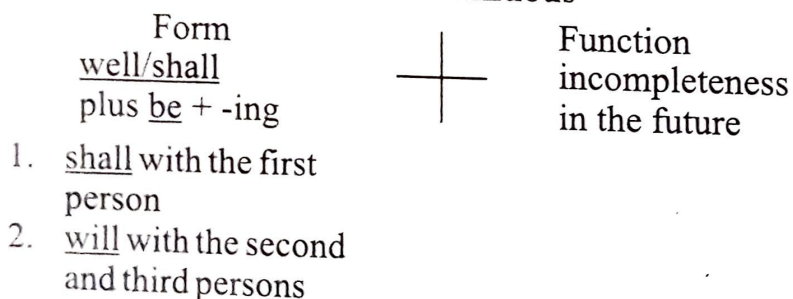 Form
well/shall
plus be + -ing
Function
incompleteness
in the future
1. shall with the first
person
2. will with the second
and third persons